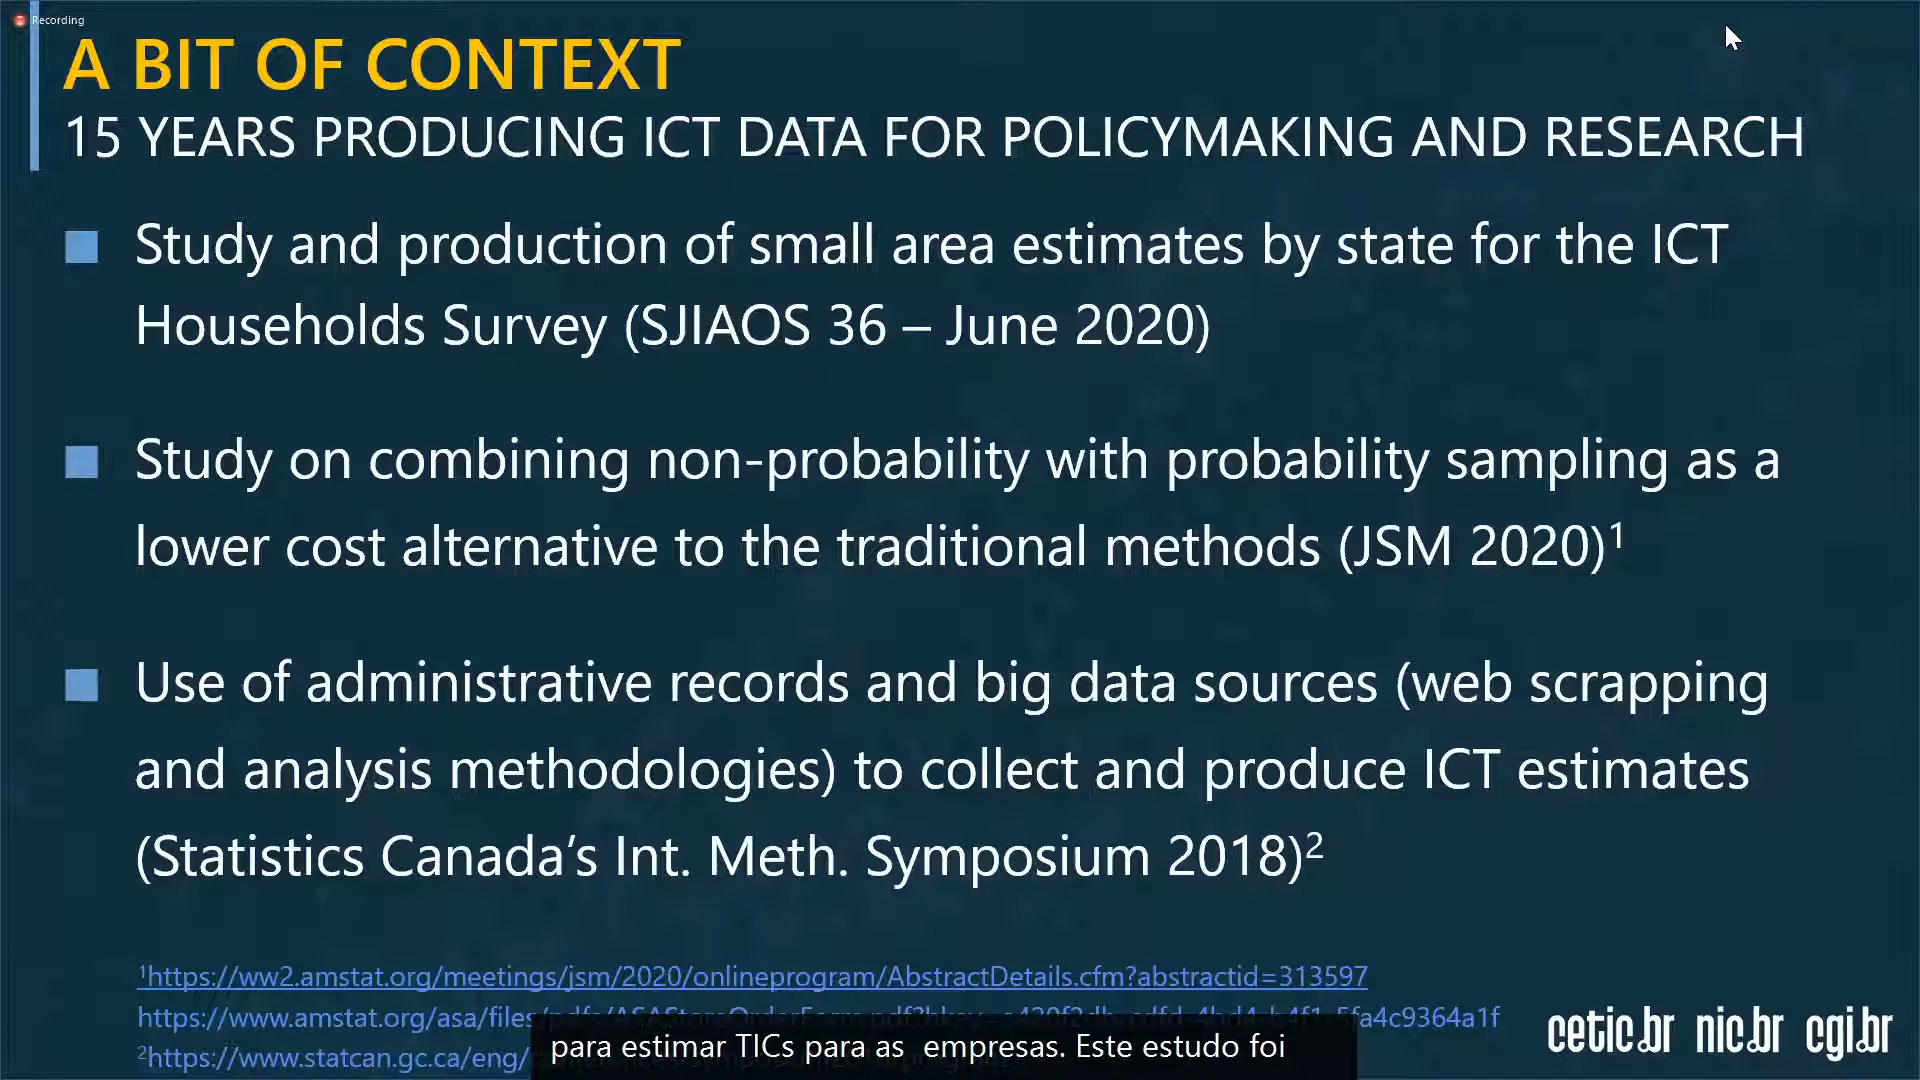 Recording
A BIT OF CONTEXT
15 YEARS PRODUCING ICT DATA FOR POLICYMAKING AND RESEARCH
Study and production of small area estimates by state for the ICT
Households Survey (SJIAOS 36 – June 2020)
Study on combining non-probability with probability sampling as a
lower cost alternative to the traditional methods (JSM 2020)¹
Use of administrative records and big data sources (web scrapping
and analysis methodologies) to collect and produce ICT estimates
(Statistics Canada’s Int. Meth. Symposium 2018)²
¹https://ww2.amstat.org/meetings/jsm/2020/onlineprogram/AbstractDetails.cfm?abstractid=313597
https://www.amstat.org/asa/files
²https://www.statcan.gc.ca/eng/
para estimar TICs para as empresas. Este estudo foi
cetic.br nic.br cgi.br